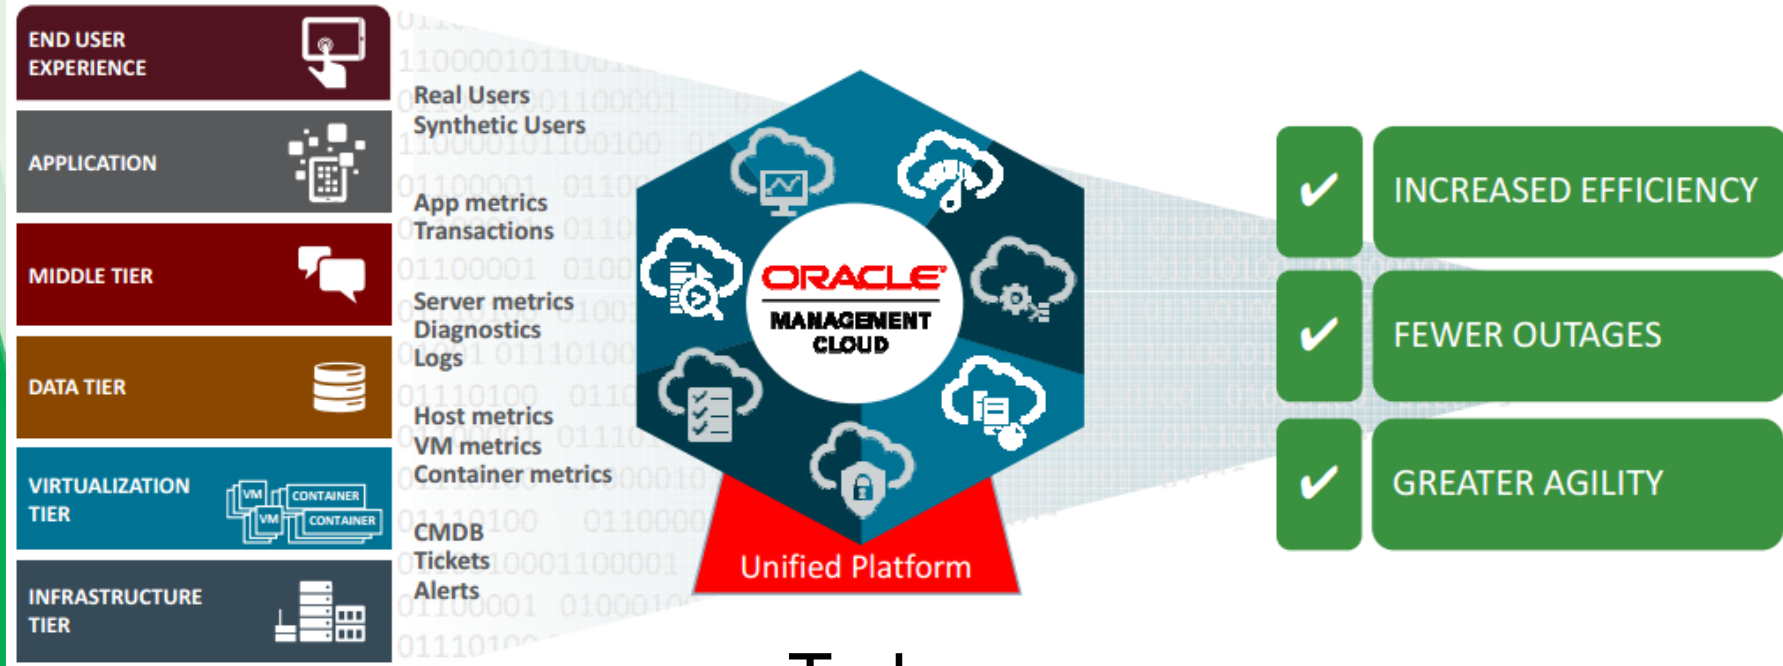 END USER
EXPERIENCE
APPLICATION
MIDDLE TIER
DATA TIER
VIRTUALIZATION
TIER
VM
CONTAINER
VM
CONTAINER
INFRASTRUCTURE
TIER
Real Users
Synthetic Users
App metrics
Transactions
Server metrics
Diagnostics
Logs
Host metrics
VM metrics
Container metrics
CMDB
Tickets
Alerts
ORACLE
MANAGEMENT
CLOUD
Unified Platform
✔ INCREASED EFFICIENCY
✔ FEWER OUTAGES
✔ GREATER AGILITY